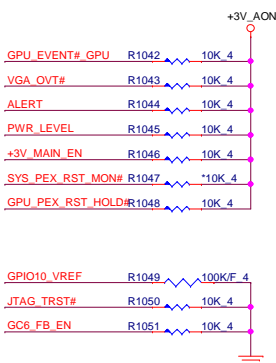 +3V_AON
GPU_EVENT#_GPU R1042 10K_4
VGA_OVT# R1043 10K_4
ALERT R1044 10K_4
PWR_LEVEL R1045 10K_4
+3V_MAIN_EN R1046 10K_4
SYS_PEX_RST_MON# R1047 *10K_4
GPU_PEX_RST_HOLD# R1048 10K_4
GPIO10_VREF R1049 100K/F_4
JTAG_TRST# R1050 10K_4
GC6_FB_EN R1051 10K_4